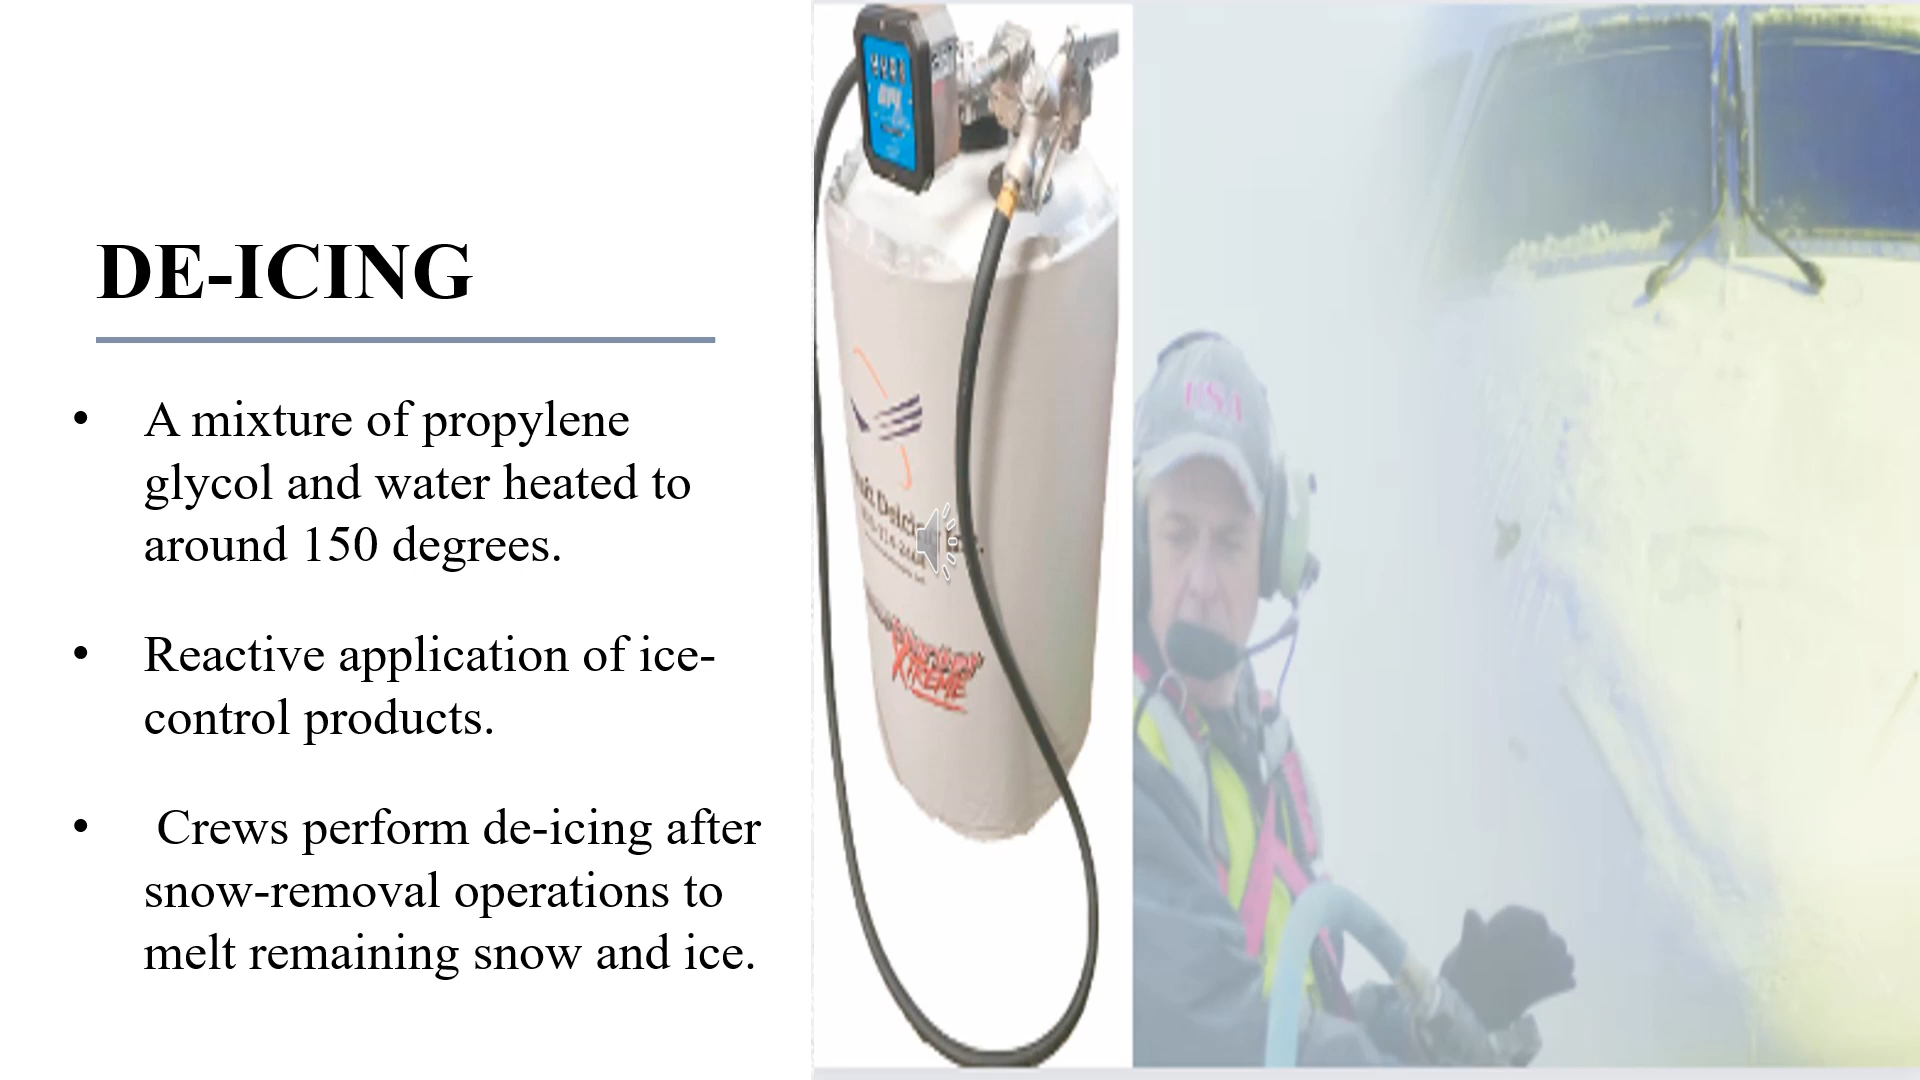 DE-ICING
• A mixture of propylene
glycol and water heated to
around 150 degrees.
• Reactive application of ice-
control products.
• Crews perform de-icing after
snow-removal operations to
melt remaining snow and ice.
USA
XTREME